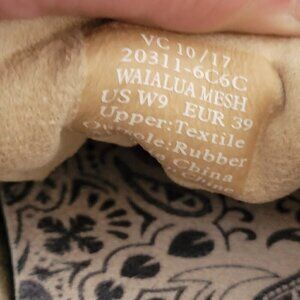 VC 10/17
20311-6C6C
WAIALUA MESH
US W9 EUR 39
Upper:Textile
Outsole:Rubber
China